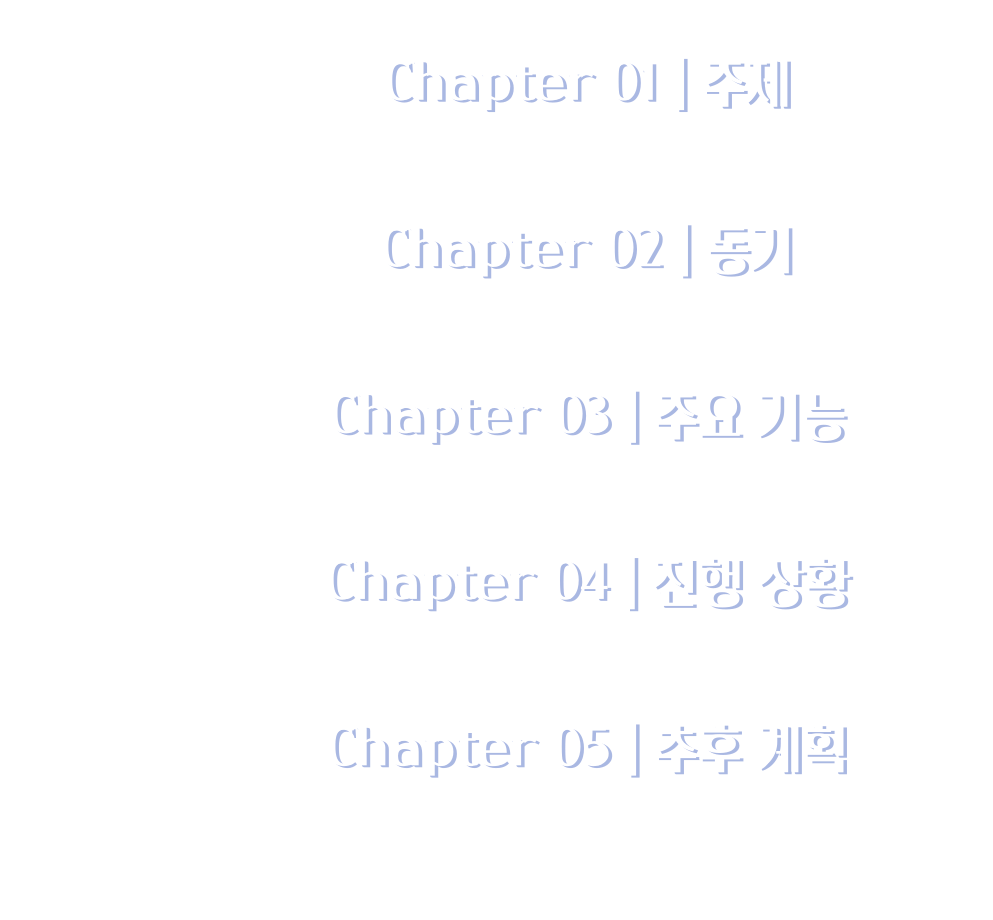 Chapter 01 | 주제
Chapter 02 | 동기
Chapter 03 | 주요 기능
Chapter 04 | 진행 상황
Chapter 05 | 추후 계획